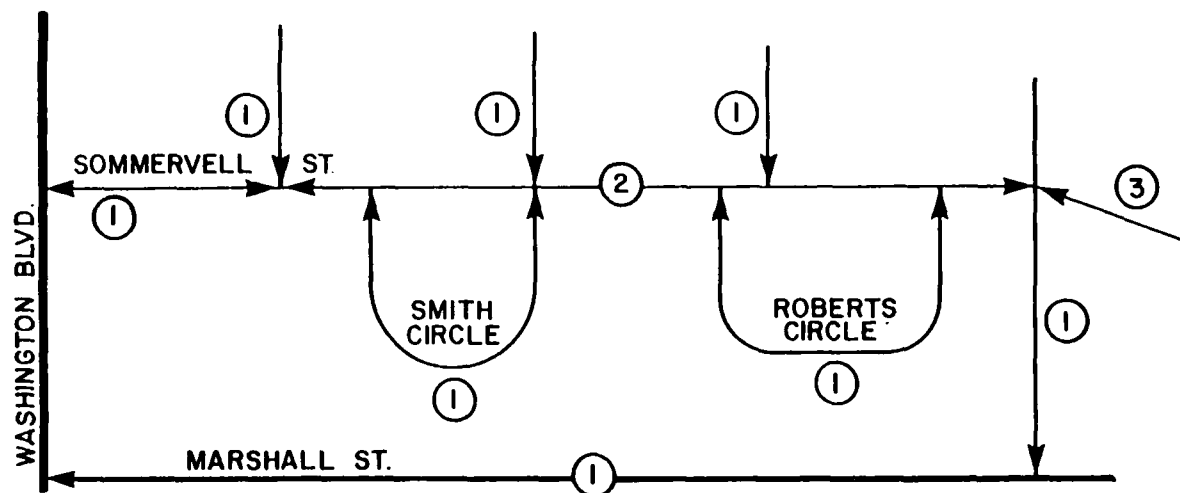 1
1
1
SOMMERVELL ST.
1
2
3
WASHINGTON BLVD.
SMITH
CIRCLE
ROBERTS
CIRCLE
1
1
1
MARSHALL ST.
1